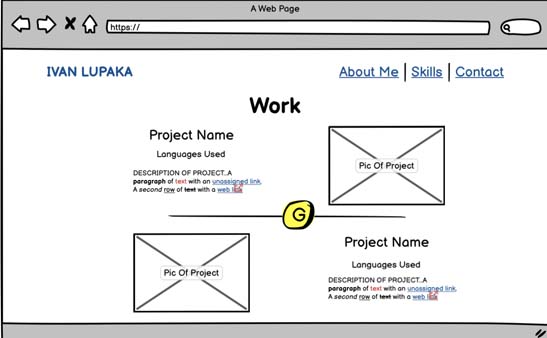 A Web Page
https://
IVAN LUPAKA
About Me | Skills | Contact
Work
Project Name
Languages Used
DESCRIPTION OF PROJECT..A
paragraph of text with an unassigned link.
A second row of text with a web link
Pic Of Project
G
Pic Of Project
Project Name
Languages Used
DESCRIPTION OF PROJECT..A
paragraph of text with an unassigned link.
A second row of text with a web link